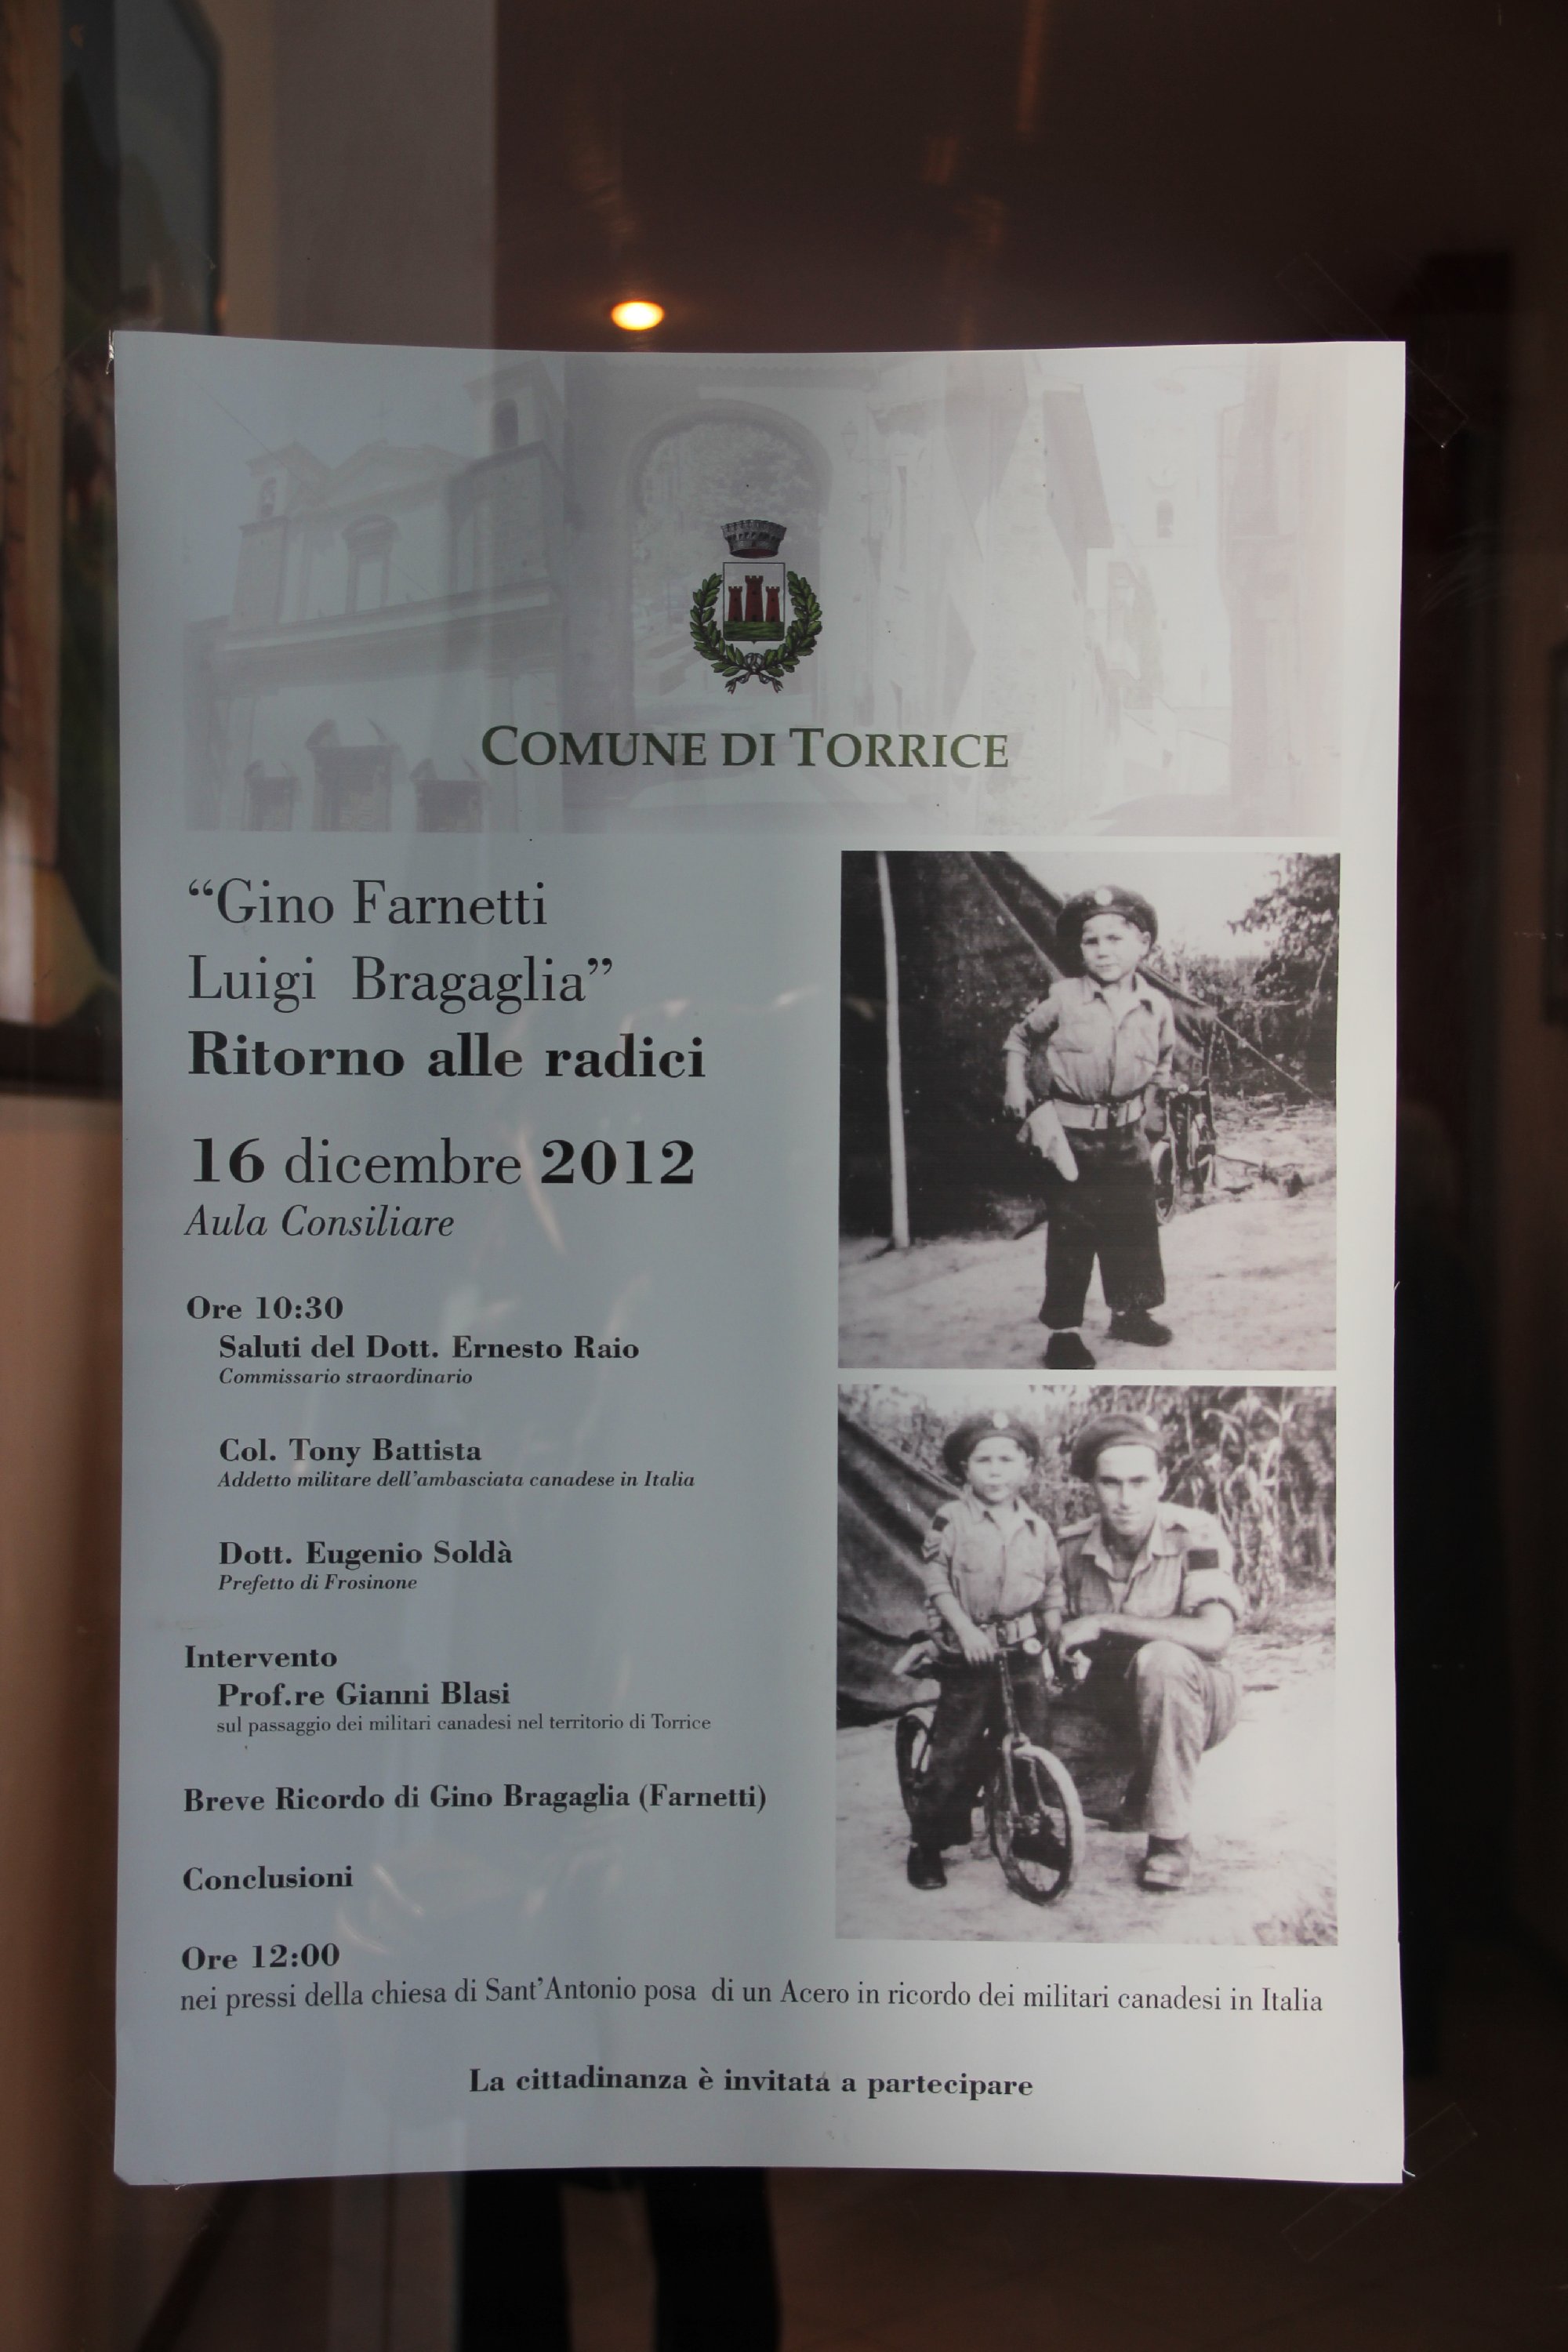 COMUNE DI TORRICE
“Gino Farnetti
Luigi Bragaglia”
Ritorno alle radici
16 dicembre 2012
Aula Consiliare
Ore 10:30
Saluti del Dott. Ernesto Raio
Commissario straordinario
Col. Tony Battista
Addetto militare dell'ambasciata canadese in Italia
Dott. Eugenio Soldà
Prefetto di Frosinone
Intervento
Prof.re Gianni Blasi
sul passaggio dei militari canadesi nel territorio di Torrice
Breve Ricordo di Gino Bragaglia (Farnetti)
Conclusioni
Ore 12:00
nei pressi della chiesa di Sant'Antonio posa di un Acero in ricordo dei militari canadesi in Italia
La cittadinanza è invitata a partecipare